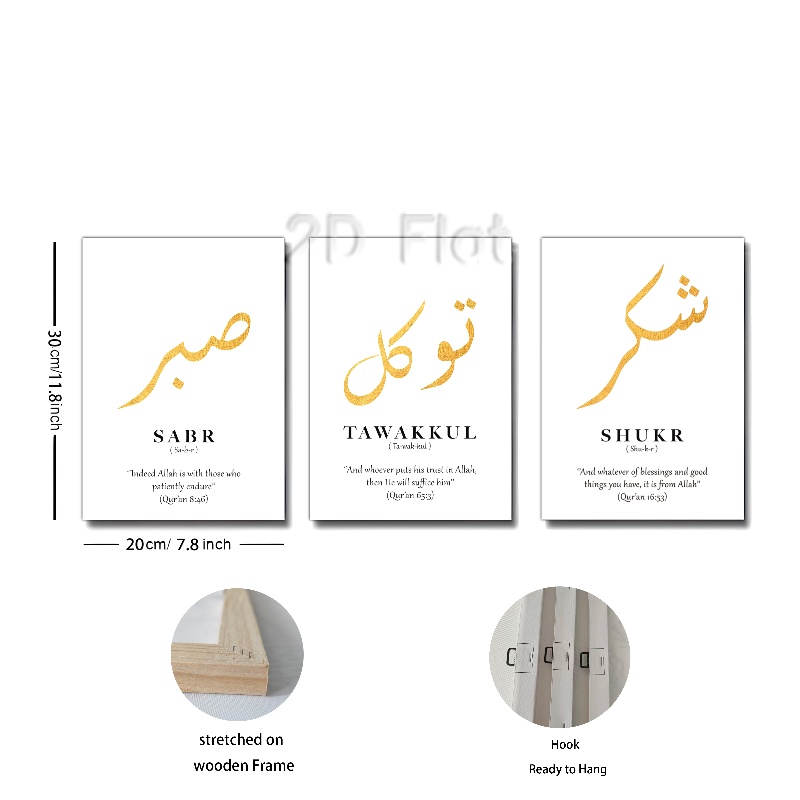 2D Flat
صبر
SABR
( Sa-b-r )
"Indeed Allah is with those who
patiently endure"
(Qur'an 8:46)
توكل
TAWAKKUL
( Ta-wak-kul )
"And whoever puts his trust in Allah,
then He will suffice him"
(Qur'an 65:3)
شكر
SHUKR
( Shu-k-r )
"And whatever of blessings and good
things you have, it is from Allah"
(Qur'an 16:53)
30cm/11.8inch
20cm/ 7.8 inch
stretched on
wooden Frame
Hook
Ready to Hang